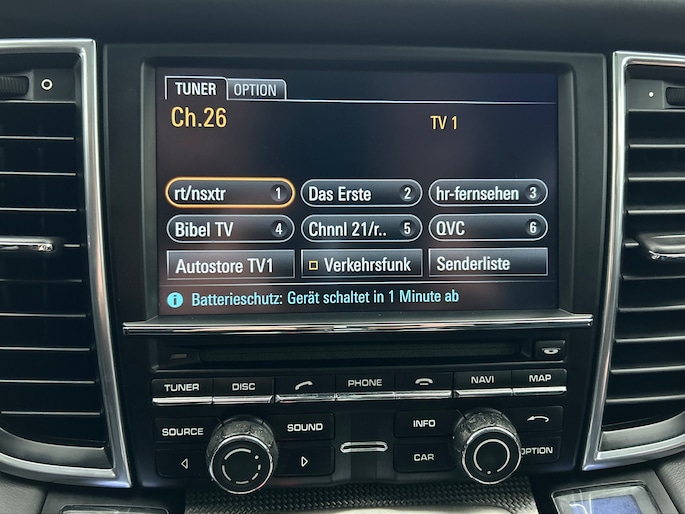 TUNER OPTION
Ch.26 TV 1
rt/nsxtr 1 Das Erste 2 hr-fernsehen 3
Bibel TV 4 Chnnl 21/r.. 5 QVC 6
Autostore TV1 Verkehrsfunk Senderliste
Batterieschutz: Gerät schaltet in 1 Minute ab
TUNER DISC PHONE NAVI MAP
SOURCE SOUND INFO
CAR OPTION